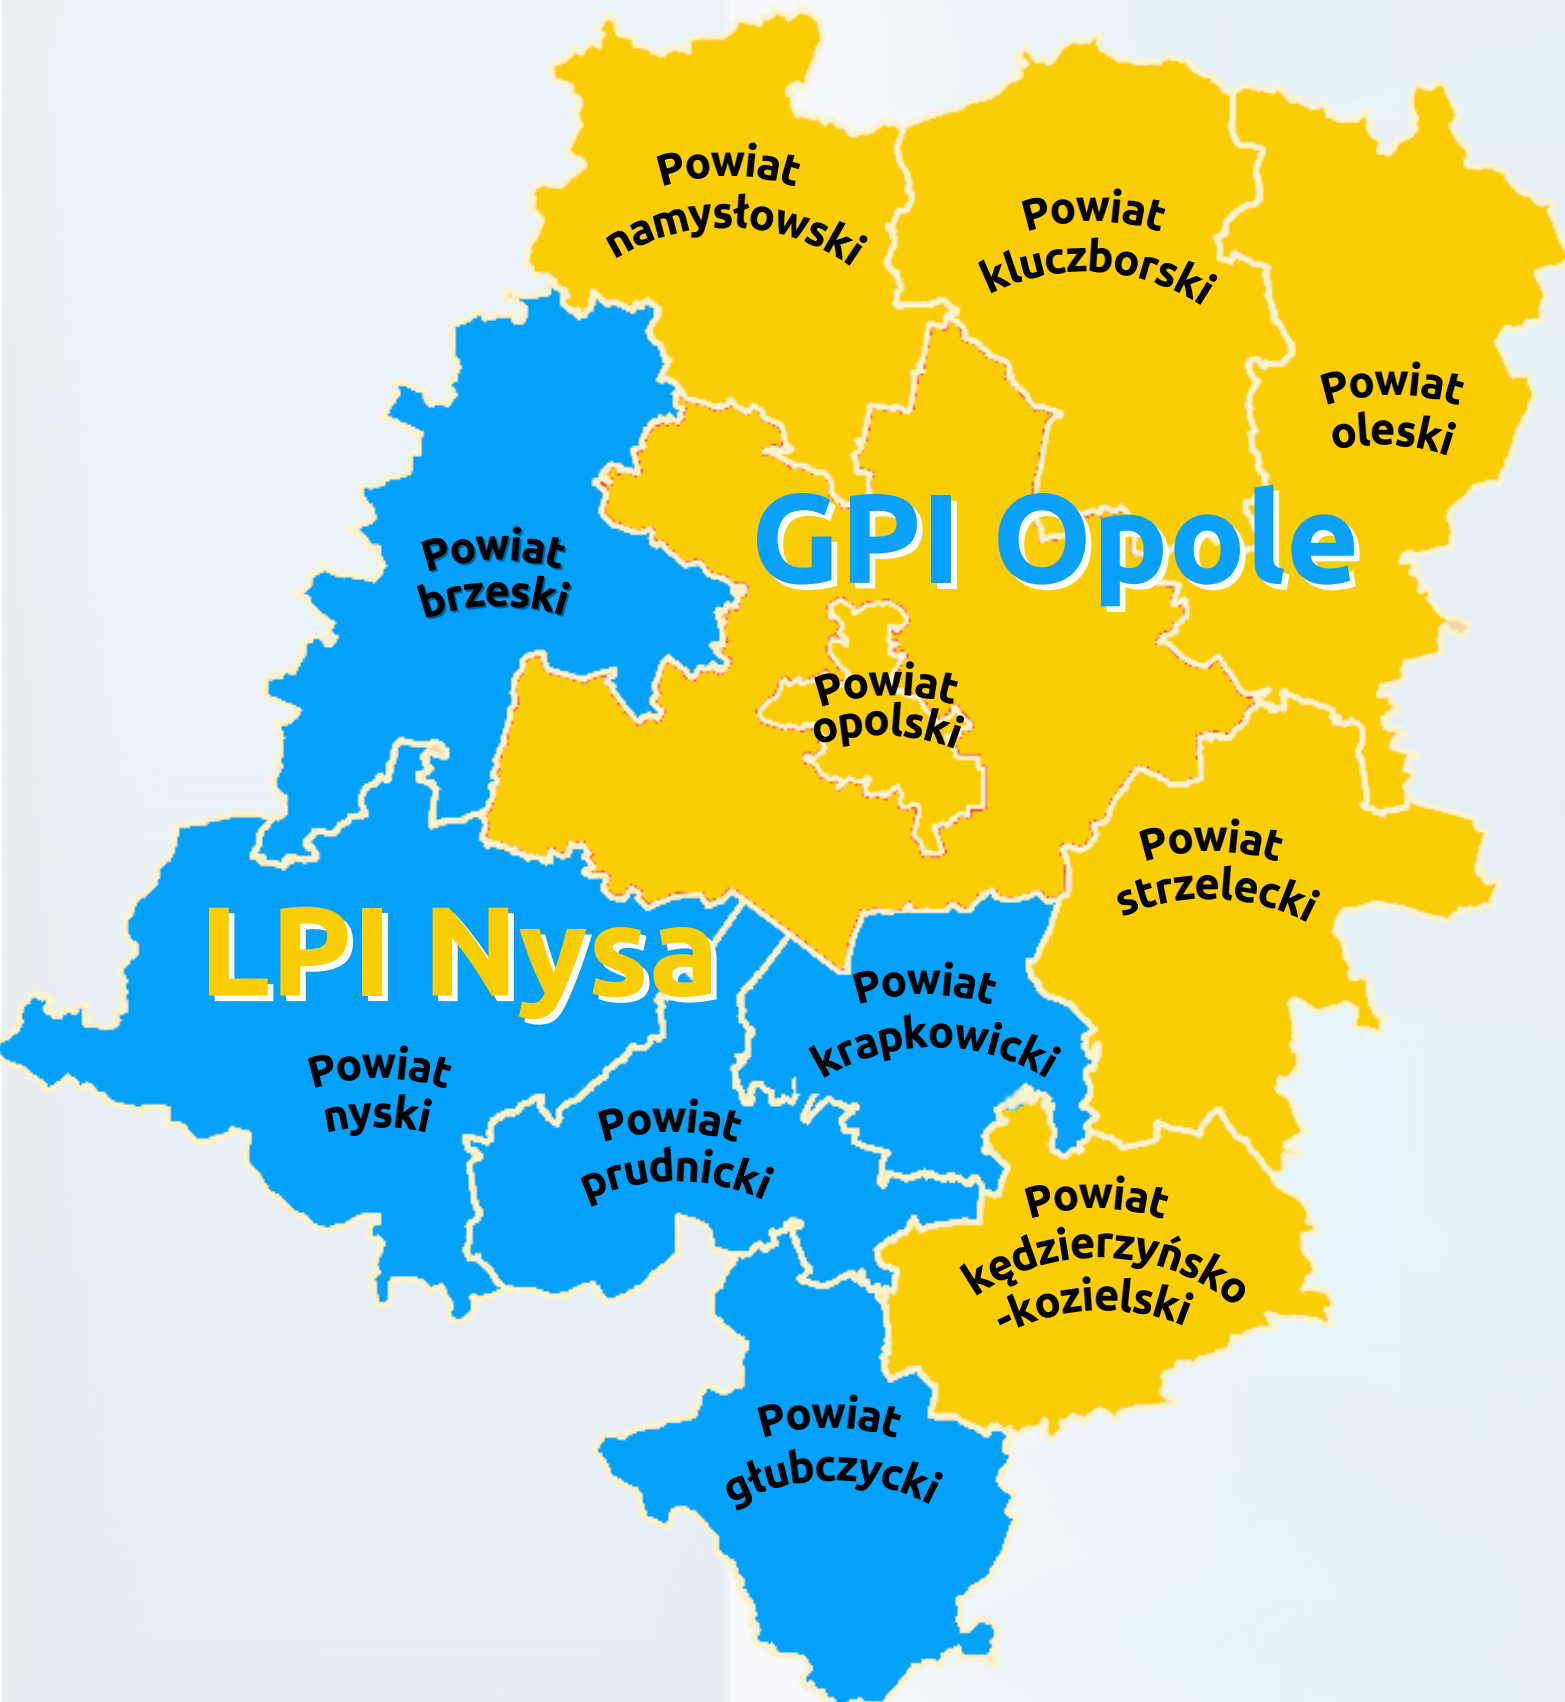 Powiat
namysłowski
Powiat
kluczborski
Powiat
oleski
GPI Opole
Powiat
brzeski
Powiat
opolski
Powiat
strzelecki
LPI Nysa
Powiat
krapkowicki
Powiat
nyski
Powiat
prudnicki
Powiat
kędzierzyńsko
-kozielski
Powiat
głubczycki